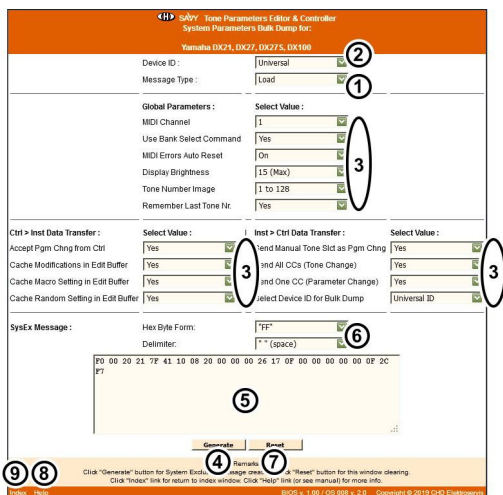 CHD SAVY Tone Parameters Editor & Controller
System Parameters Bulk Dump for:
Yamaha DX21, DX27, DX27S, DX100
Device ID : Universal 2
Message Type : Load 1
Global Parameters : Select Value :
MIDI Channel 1
Use Bank Select Command Yes
MIDI Errors Auto Reset On
Display Brightness 15 (Max)
Tone Number Image 1 to 128
Remember Last Tone Nr. Yes
3
Ctrl > Inst Data Transfer : Select Value : Inst > Ctrl Data Transfer : Select Value :
Accept Pgm Chng from Ctrl Yes Send Manual Tone Slct as Pgm Chng Yes
Cache Modifications in Edit Buffer Yes Send All CCs (Tone Change) Yes
Cache Macro Setting in Edit Buffer Yes Send One CC (Parameter Change) Yes
Cache Random Setting in Edit Buffer Yes Select Device ID for Bulk Dump Universal ID
3 3
SysEx Message : Hex Byte Form: "FF" 6
Delimiter: " " (space)
F0 00 20 21 7F 41 10 08 20 00 00 00 26 17 0F 00 00 00 00 00 0F 2C
F7
5
Generate Reset
4 7
Remarks
9 8
Click "Generate" button for System Exclusive message Click "Reset" button for this window clearing.
Click "Index" link for return to index window. Click "Help" link (or see manual) for more info.
Index Help BIOS v. 1.00 / OS 008 v. 2.0 Copyright © 2019 CHD Elektroservis